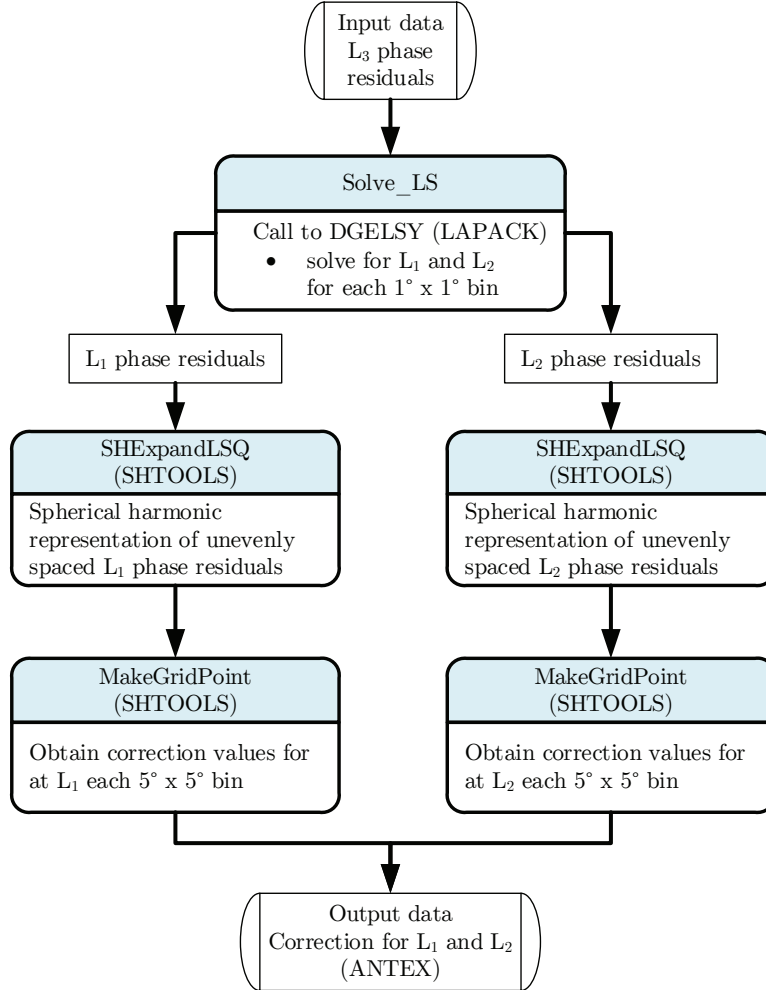 Input data
L₃ phase
residuals
Solve_LS
Call to DGELSY (LAPACK)
• solve for L₁ and L₂
for each 1° x 1° bin
L₁ phase residuals
L₂ phase residuals
SHExpandLSQ
(SHTOOLS)
Spherical harmonic
representation of unevenly
spaced L₁ phase residuals
SHExpandLSQ
(SHTOOLS)
Spherical harmonic
representation of unevenly
spaced L₂ phase residuals
MakeGridPoint
(SHTOOLS)
Obtain correction values for
at L₁ each 5° x 5° bin
MakeGridPoint
(SHTOOLS)
Obtain correction values for
at L₂ each 5° x 5° bin
Output data
Correction for L₁ and L₂
(ANTEX)